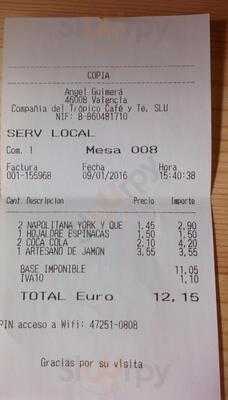 COPIA
Angel Guimerá
46008 Valencia
Compañia del Trópico Café y Te, SLU
NIF: B-860481710
SERV LOCAL
Com. 1 Mesa 008
Factura Fecha Hora
001-155968 09/01/2016 15:40:38
Cant. Descripcion Precio Importe
2 NAPOLITANA YORK Y QUE 1,45 2,90
1 HOJALDRE ESPINACAS 1,50 1,50
2 COCA COLA 2,10 4,20
1 ARTESANO DE JAMON 3,55 3,55
BASE IMPONIBLE 11,05
IVA10 1,10
TOTAL Euro 12,15
PIN acceso a Wifi: 47251-0808
Gracias por su visita